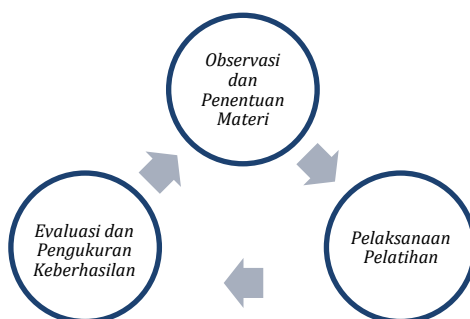 Observasi
dan
Penentuan
Materi
Pelaksanaan
Pelatihan
Evaluasi dan
Pengukuran
Keberhasilan